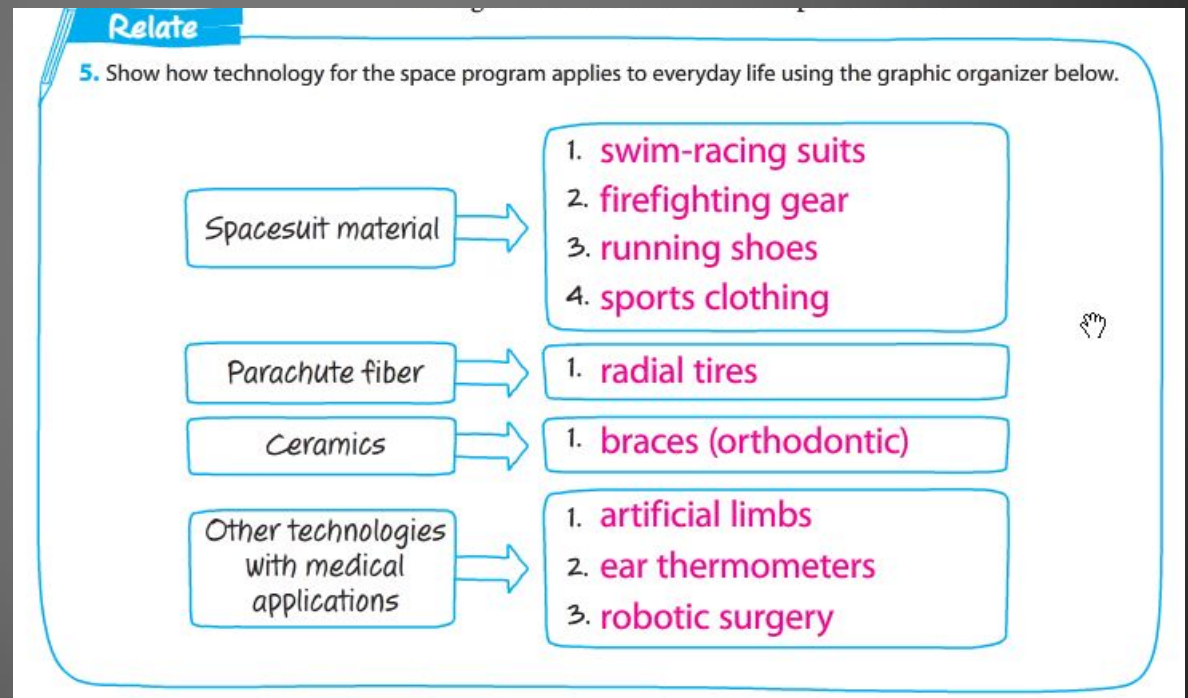 Relate
5. Show how technology for the space program applies to everyday life using the graphic organizer below.
Spacesuit material
1. swim-racing suits
2. firefighting gear
3. running shoes
4. sports clothing
Parachute fiber
1. radial tires
Ceramics
1. braces (orthodontic)
Other technologies
with medical
applications
1. artificial limbs
2. ear thermometers
3. robotic surgery